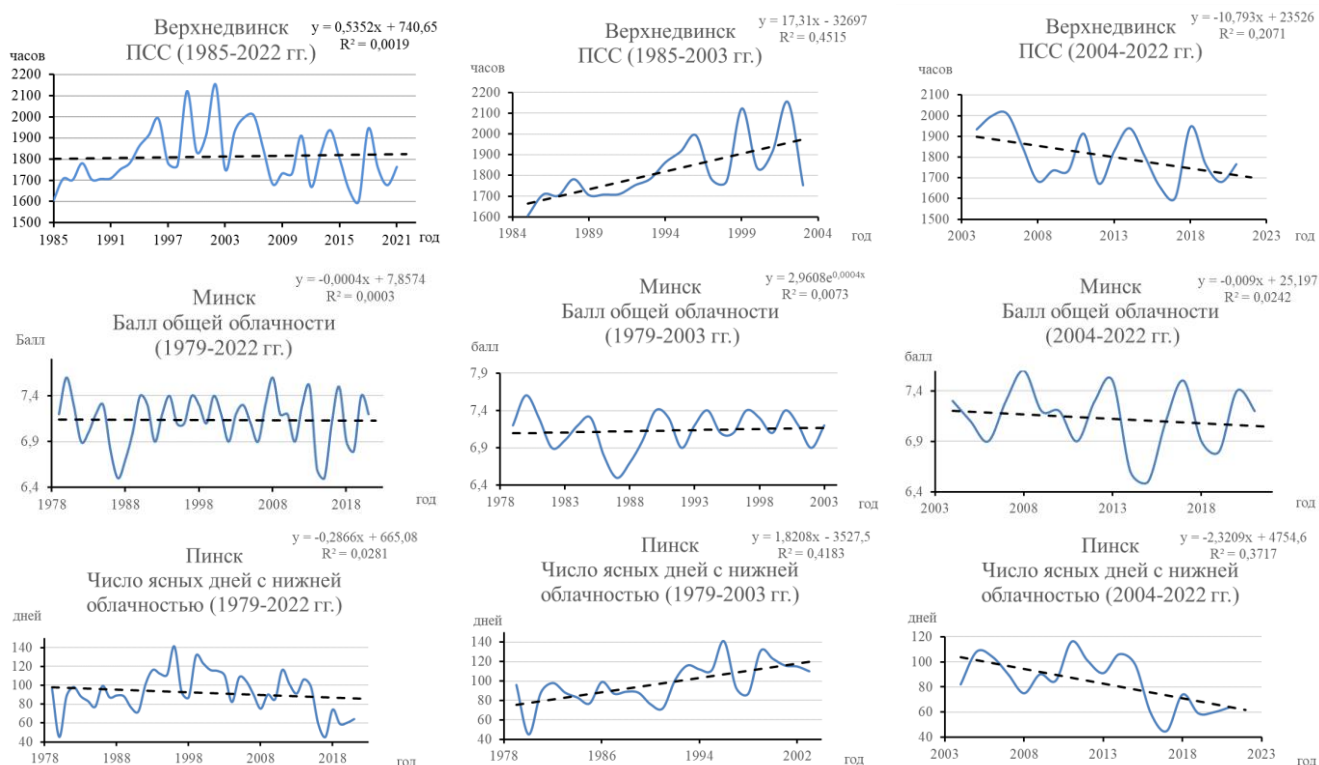 Верхнедвинск
ПСС (1985-2022 гг.)
y = 0,5352x + 740,65
R² = 0,0019
часов
2200
2100
2000
1900
1800
1700
1600
1500
1985 1991 1997 2003 2009 2015 2021
год
Верхнедвинск
ПСС (1985-2003 гг.)
y = 17,31x - 32697
R² = 0,4515
часов
2200
2100
2000
1900
1800
1700
1600
1984 1989 1994 1999 2004
год
Верхнедвинск
ПСС (2004-2022 гг.)
y = -10,793x + 23526
R² = 0,2071
часов
2100
2000
1900
1800
1700
1600
1500
2003 2008 2013 2018 2023
год
Минск
Балл общей облачности
(1979-2022 гг.)
y = -0,0004x + 7,8574
R² = 0,0003
Балл
7,4
6,9
6,4
1978 1988 1998 2008 2018
год
Минск
Балл общей облачности
(1979-2003 гг.)
y = 2,9608e^0,0004x
R² = 0,0073
балл
7,9
7,4
6,9
6,4
1978 1983 1988 1993 1998 2003
год
Минск
Балл общей облачности
(2004-2022 гг.)
y = -0,009x + 25,197
R² = 0,0242
балл
7,4
6,9
6,4
2003 2008 2013 2018
год
Пинск
Число ясных дней с нижней
облачностью (1979-2022 гг.)
y = -0,2866x + 665,08
R² = 0,0281
дней
140
120
100
80
60
40
1978 1988 1998 2008 2018
год
Пинск
Число ясных дней с нижней
облачностью (1979-2003 гг.)
y = 1,8208x - 3527,5
R² = 0,4183
дней
140
120
100
80
60
40
1978 1986 1994 2002
год
Пинск
Число ясных дней с нижней
облачностью (2004-2022 гг.)
y = -2,3209x + 4754,6
R² = 0,3717
дней
120
100
80
60
40
2003 2008 2013 2018 2023
год